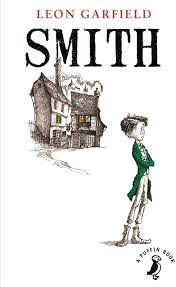 LEON GARFIELD
SMITH
A PUFFIN BOOK